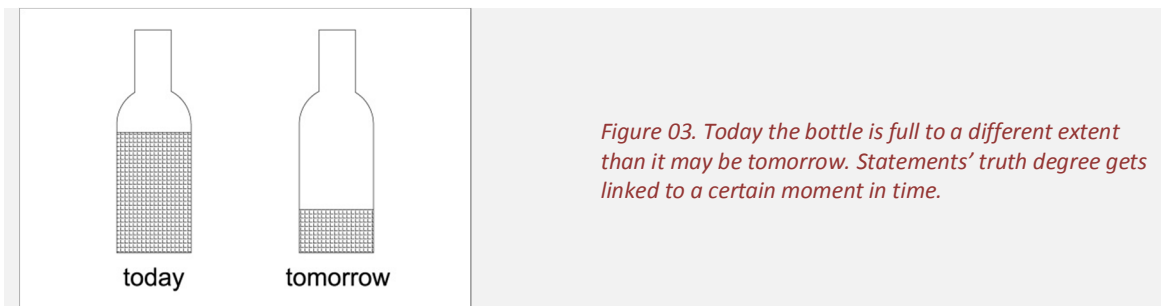 today
tomorrow
Figure 03. Today the bottle is full to a different extent
than it may be tomorrow. Statements’ truth degree gets
linked to a certain moment in time.